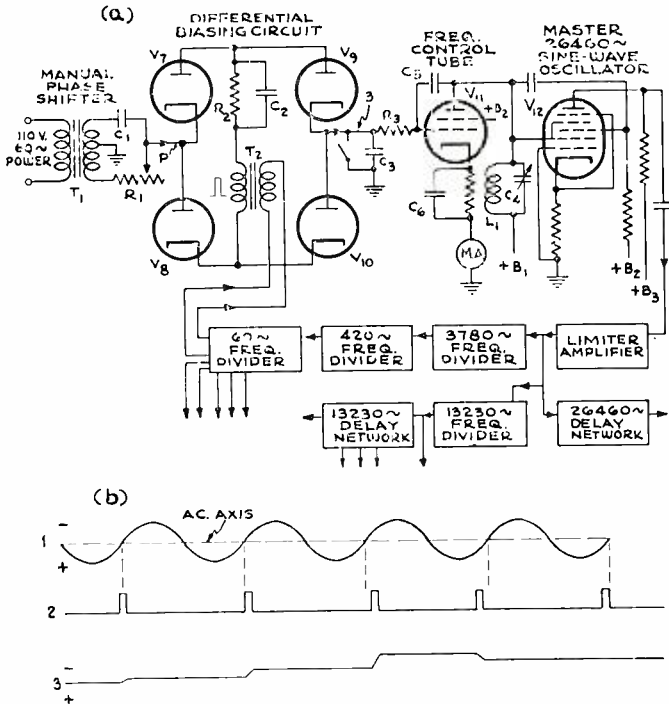 (a)
DIFFERENTIAL
BIASING CIRCUIT
MANUAL
PHASE
SHIFTER
FREQ.
CONTROL
TUBE
MASTER
26460~
SINE-WAVE
OSCILLATOR
V7
V9
C5
V11
V12
+B2
110 V.
60~
POWER
C1
R2
C2
3
R3
P
T2
C3
T1
R1
C6
L1
C4
V8
V10
MA
+B1
+B2
+B3
60~
FREQ.
DIVIDER
420~
FREQ.
DIVIDER
3780~
FREQ.
DIVIDER
LIMITER
AMPLIFIER
13230~
DELAY
NETWORK
13230~
FREQ.
DIVIDER
26460~
DELAY
NETWORK
(b)
A.C. AXIS
-
1
+
2
-
3
+